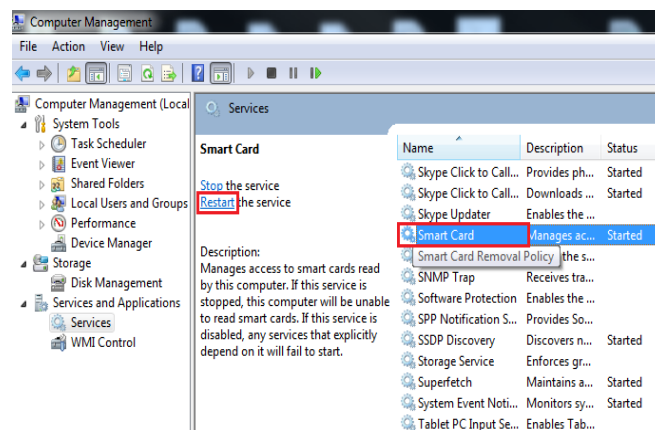 Computer Management
File Action View Help
Computer Management (Local
System Tools
Task Scheduler
Event Viewer
Shared Folders
Local Users and Groups
Performance
Device Manager
Storage
Disk Management
Services and Applications
Services
WMI Control
Services
Smart Card
Stop the service
Restart the service
Description:
Manages access to smart cards read
by this computer. If this service is
stopped, this computer will be unable
to read smart cards. If this service is
disabled, any services that explicitly
depend on it will fail to start.
Name Description Status
Skype Click to Call... Provides ph... Started
Skype Click to Call... Downloads ... Started
Skype Updater Enables the ...
Smart Card Manages ac... Started
Smart Card Removal Policy the s...
SNMP Trap Receives tra...
Software Protection Enables the ...
SPP Notification S... Provides So...
SSDP Discovery Discovers n... Started
Storage Service Enforces gr...
Superfetch Maintains a... Started
System Event Noti... Monitors sy... Started
Tablet PC Input Se... Enables Tab...